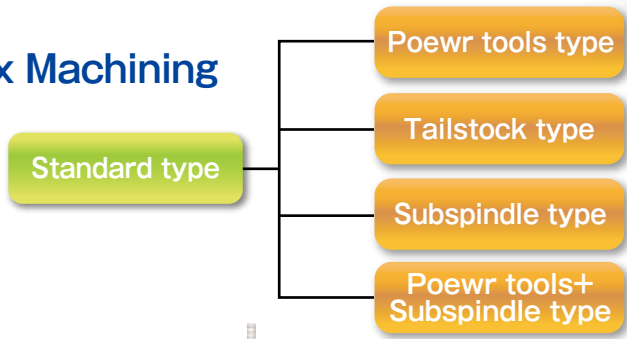 x Machining
Standard type
Poewr tools type
Tailstock type
Subspindle type
Poewr tools+
Subspindle type